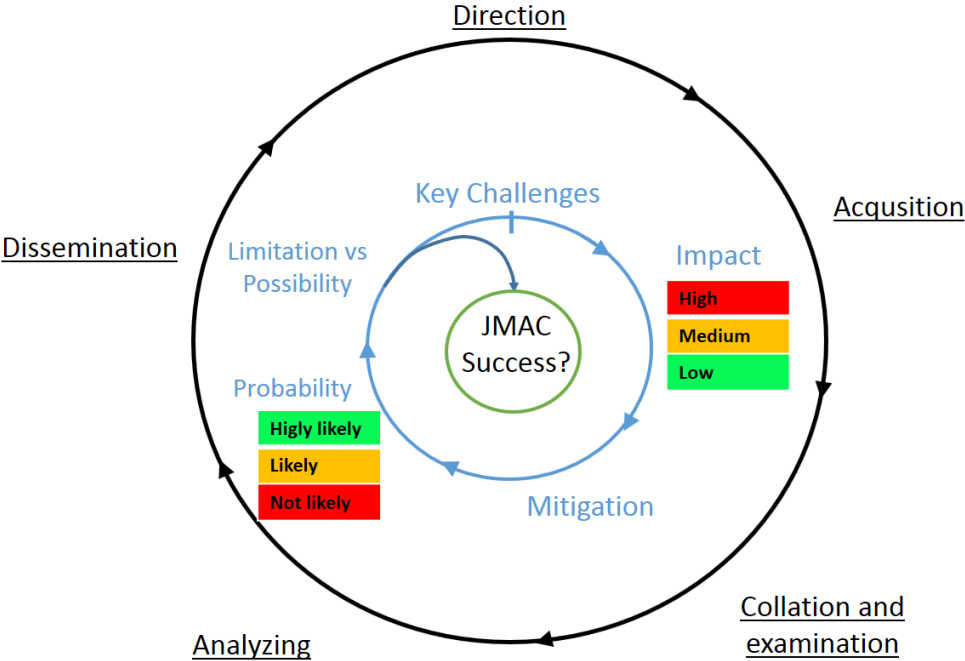 Direction
Acqusition
Dissemination
Key Challenges
Limitation vs
Possibility
Impact
High
Medium
Low
JMAC
Success?
Probability
Higly likely
Likely
Not likely
Mitigation
Collation and
examination
Analyzing